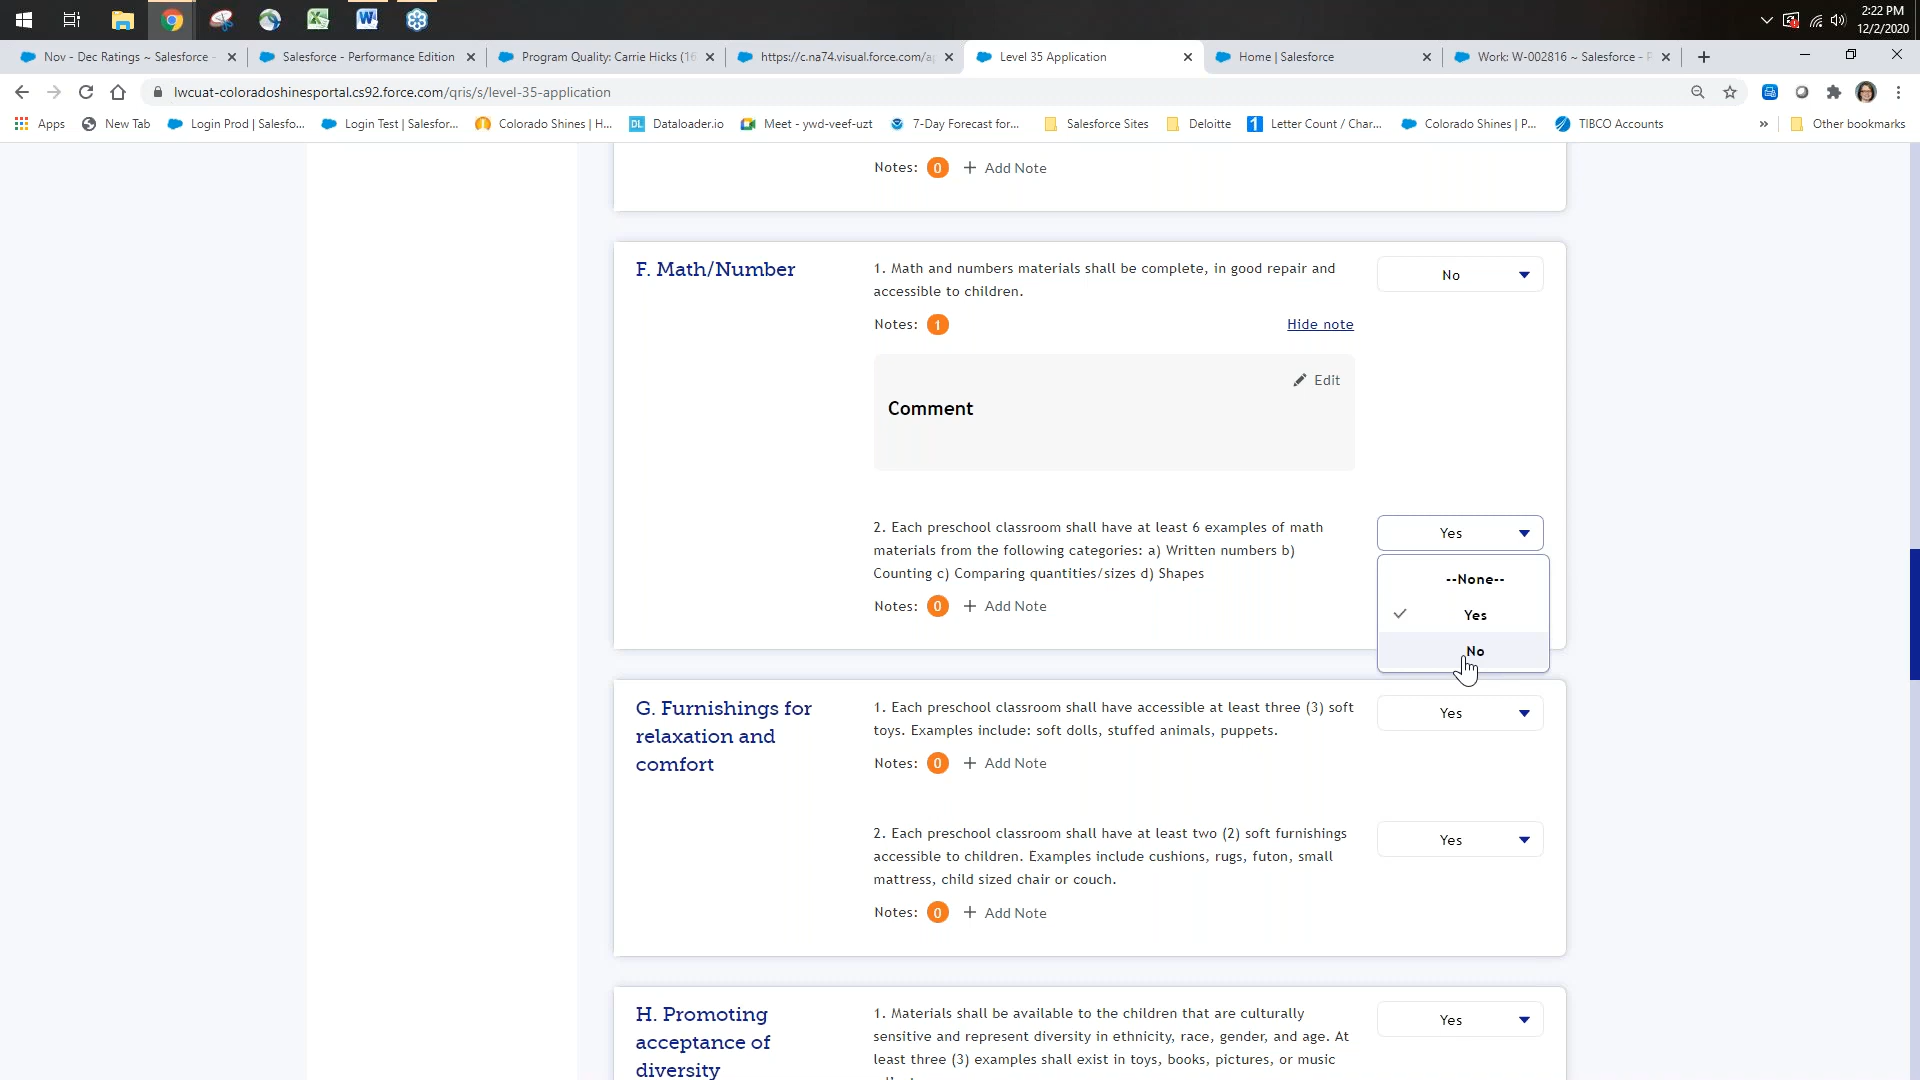 2:22 PM
12/2/2020
Nov - Dec Ratings ~ Salesforce -
Salesforce - Performance Edition
Program Quality: Carrie Hicks (16
https://c.na74.visual.force.com/a
Level 35 Application
Home | Salesforce
Work: W-002816 ~ Salesforce - P
lwcuat-coloradoshinesportal.cs92.force.com/qris/s/level-35-application
Apps
New Tab
Login Prod | Salesfo...
Login Test | Salesfor...
Colorado Shines | H...
DL
Dataloader.io
Meet - ywd-veef-uzt
7-Day Forecast for...
Salesforce Sites
Deloitte
1
Letter Count / Char...
Colorado Shines | P...
TIBCO Accounts
»
Other bookmarks
Notes: 0 + Add Note
F. Math/Number
1. Math and numbers materials shall be complete, in good repair and
accessible to children.
No
Notes: 1
Hide note
Edit
Comment
2. Each preschool classroom shall have at least 6 examples of math
materials from the following categories: a) Written numbers b)
Counting c) Comparing quantities/sizes d) Shapes
Yes
--None--
Yes
No
Notes: 0 + Add Note
G. Furnishings for
relaxation and
comfort
1. Each preschool classroom shall have accessible at least three (3) soft
toys. Examples include: soft dolls, stuffed animals, puppets.
Yes
Notes: 0 + Add Note
2. Each preschool classroom shall have at least two (2) soft furnishings
accessible to children. Examples include cushions, rugs, futon, small
mattress, child sized chair or couch.
Yes
Notes: 0 + Add Note
H. Promoting
acceptance of
diversity
1. Materials shall be available to the children that are culturally
sensitive and represent diversity in ethnicity, race, gender, and age. At
least three (3) examples shall exist in toys, books, pictures, or music
Yes